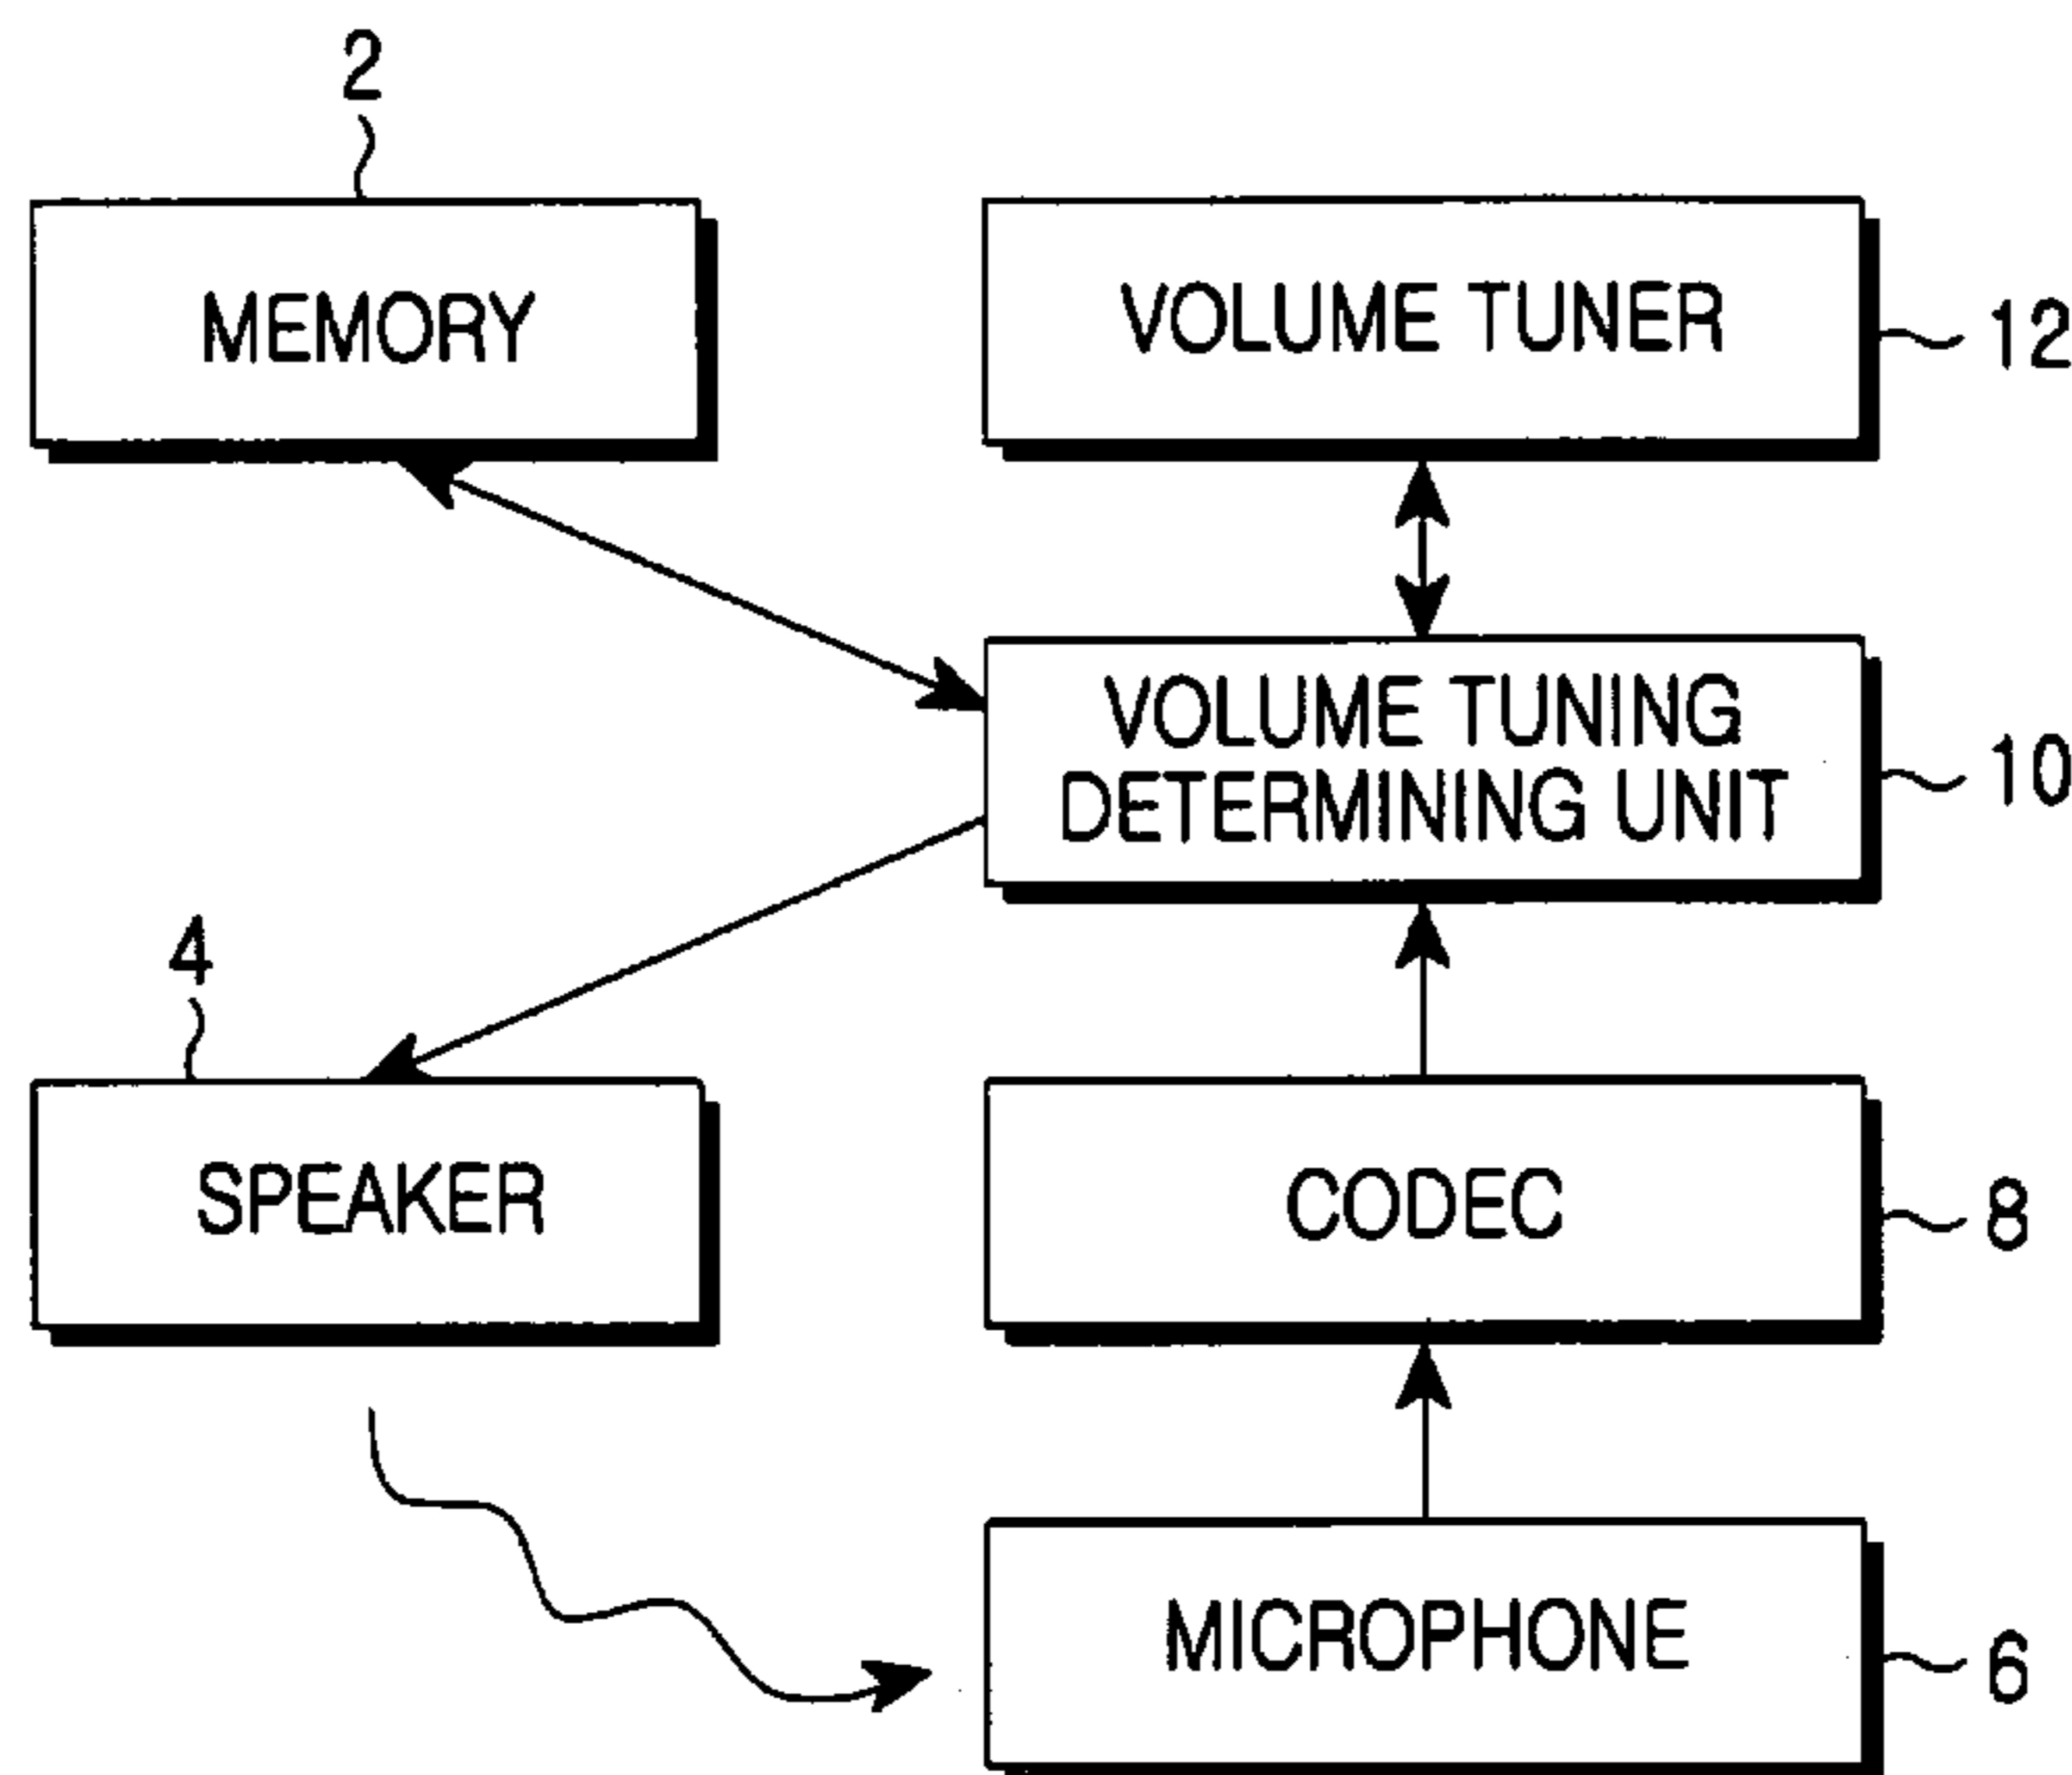 2
MEMORY
VOLUME TUNER
12
VOLUME TUNING
DETERMINING UNIT
10
4
SPEAKER
CODEC
8
MICROPHONE
6